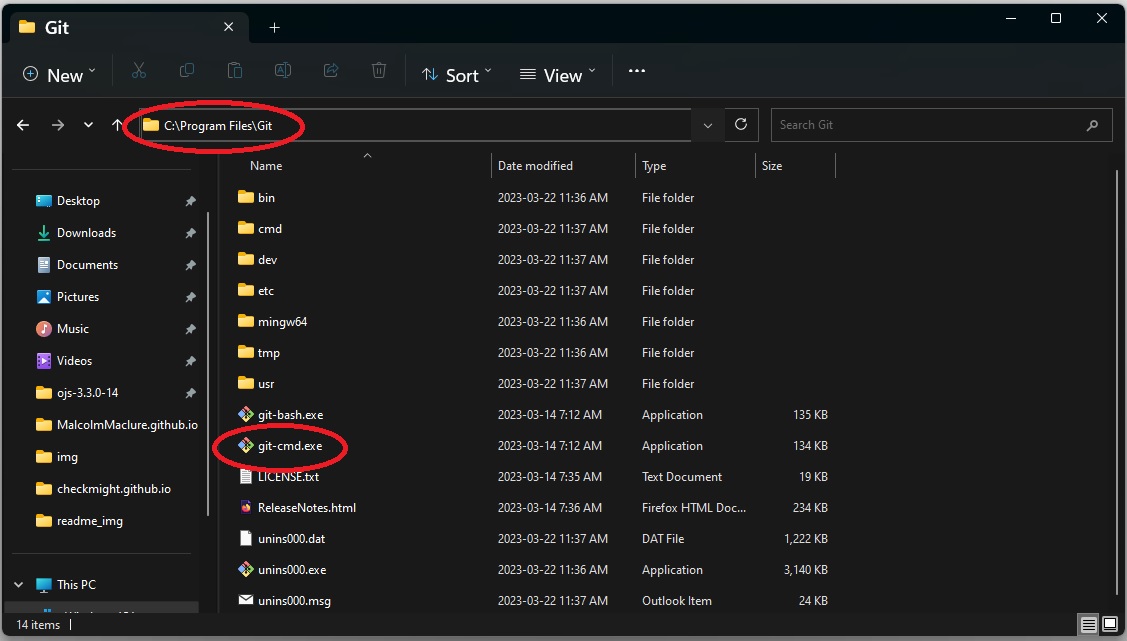 Git
New
Sort
View
C:\Program Files\Git
Search Git
Name Date modified Type Size
Desktop
Downloads
Documents
Pictures
Music
Videos
ojs-3.3.0-14
MalcolmMaclure.github.io
img
checkmight.github.io
readme_img
This PC
bin 2023-03-22 11:36 AM File folder
cmd 2023-03-22 11:37 AM File folder
dev 2023-03-22 11:37 AM File folder
etc 2023-03-22 11:37 AM File folder
mingw64 2023-03-22 11:36 AM File folder
tmp 2023-03-22 11:36 AM File folder
usr 2023-03-22 11:37 AM File folder
git-bash.exe 2023-03-14 7:12 AM Application 135 KB
git-cmd.exe 2023-03-14 7:12 AM Application 134 KB
LICENSE.txt 2023-03-14 7:35 AM Text Document 19 KB
ReleaseNotes.html 2023-03-14 7:36 AM Firefox HTML Doc... 234 KB
unins000.dat 2023-03-22 11:37 AM DAT File 1,222 KB
unins000.exe 2023-03-22 11:36 AM Application 3,140 KB
unins000.msg 2023-03-22 11:37 AM Outlook Item 24 KB
14 items